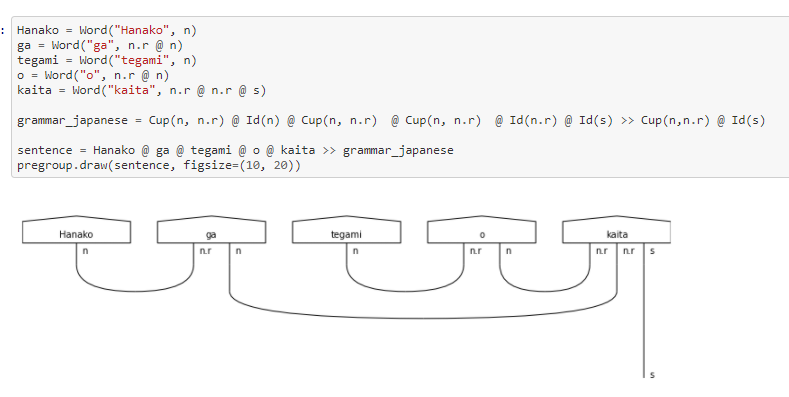 :
Hanako = Word("Hanako", n)
ga = Word("ga", n.r @ n)
tegami = Word("tegami", n)
o = Word("o", n.r @ n)
kaita = Word("kaita", n.r @ n.r @ s)
grammar_japanese = Cup(n, n.r) @ Id(n) @ Cup(n, n.r)  @ Cup(n, n.r)  @ Id(n.r) @ Id(s) >> Cup(n,n.r) @ Id(s)
sentence = Hanako @ ga @ tegami @ o @ kaita >> grammar_japanese
pregroup.draw(sentence, figsize=(10, 20))
Hanako ga tegami o kaita
n n.r n n n.r n n.r n.r s
s